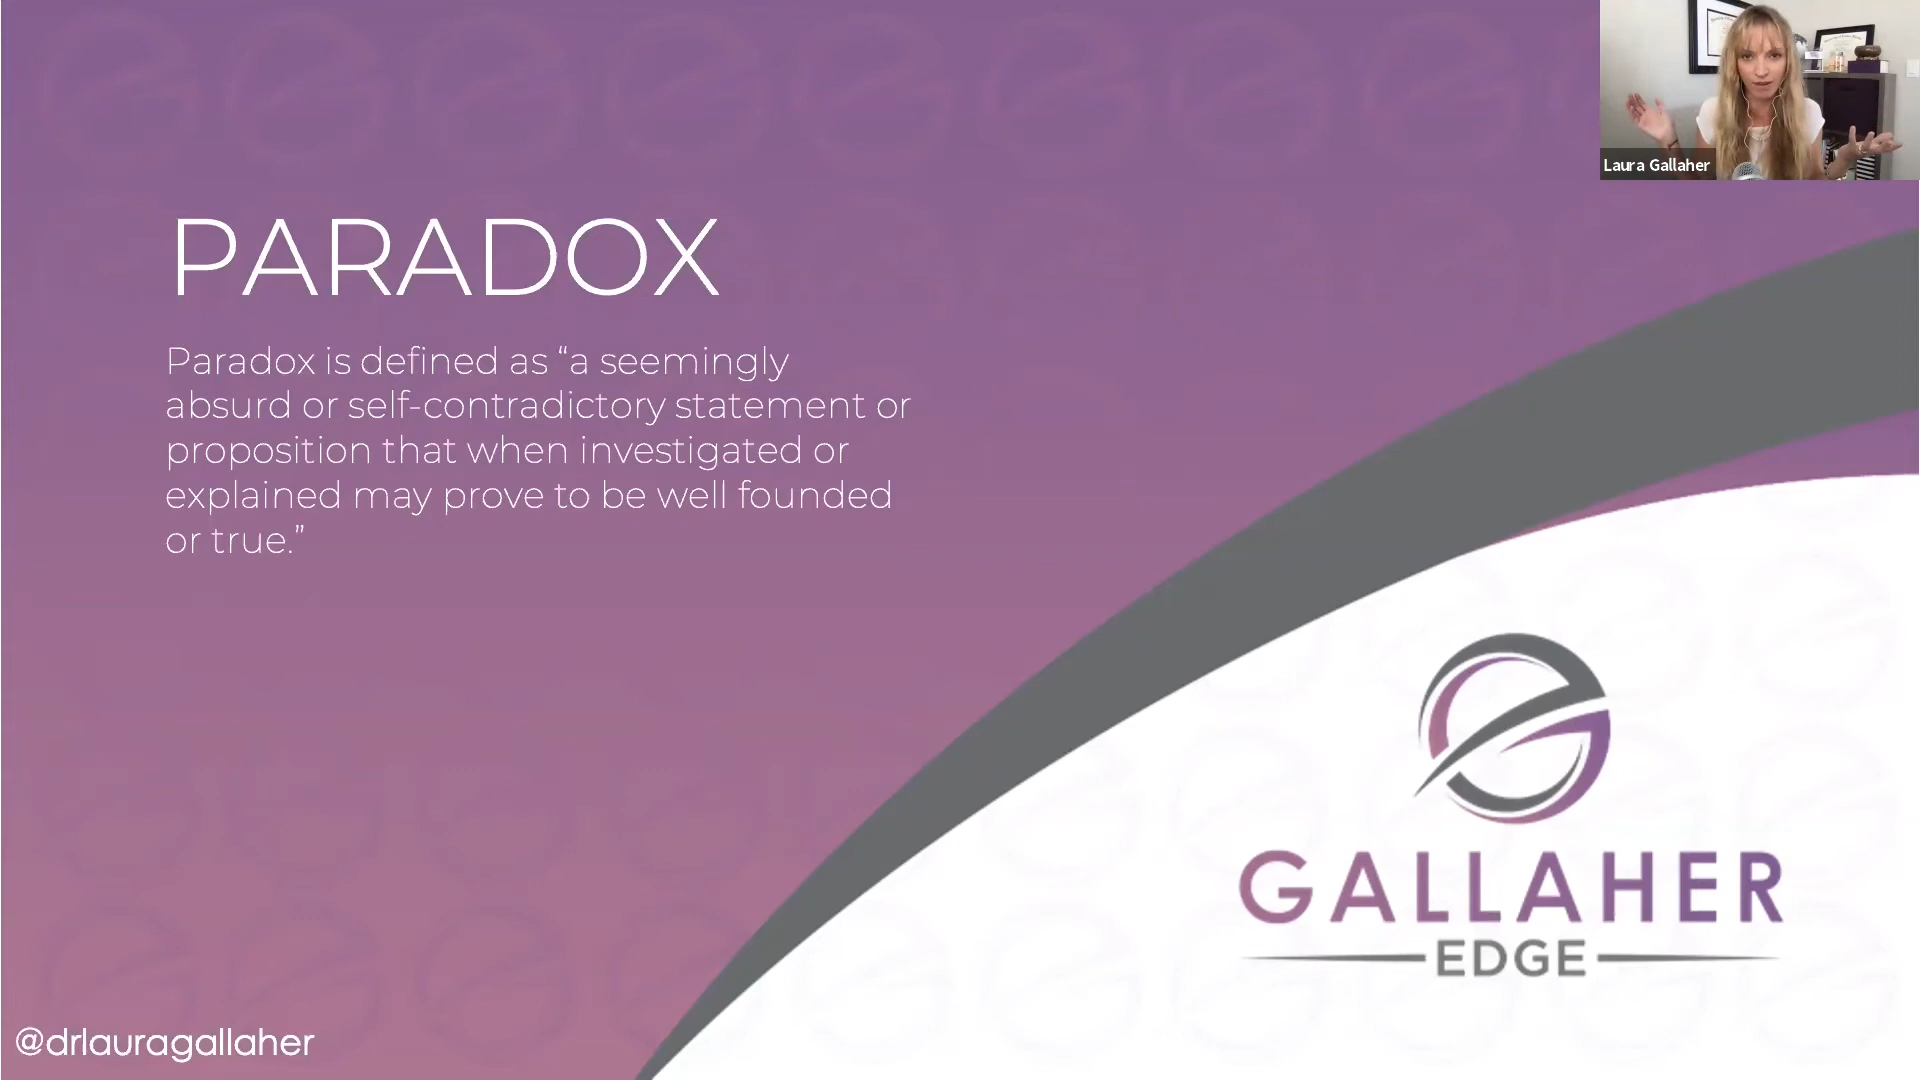 Laura Gallaher
PARADOX
Paradox is defined as “a seemingly
absurd or self-contradictory statement or
proposition that when investigated or
explained may prove to be well founded
or true.”
GALLAHER
EDGE
@drlauragallaher